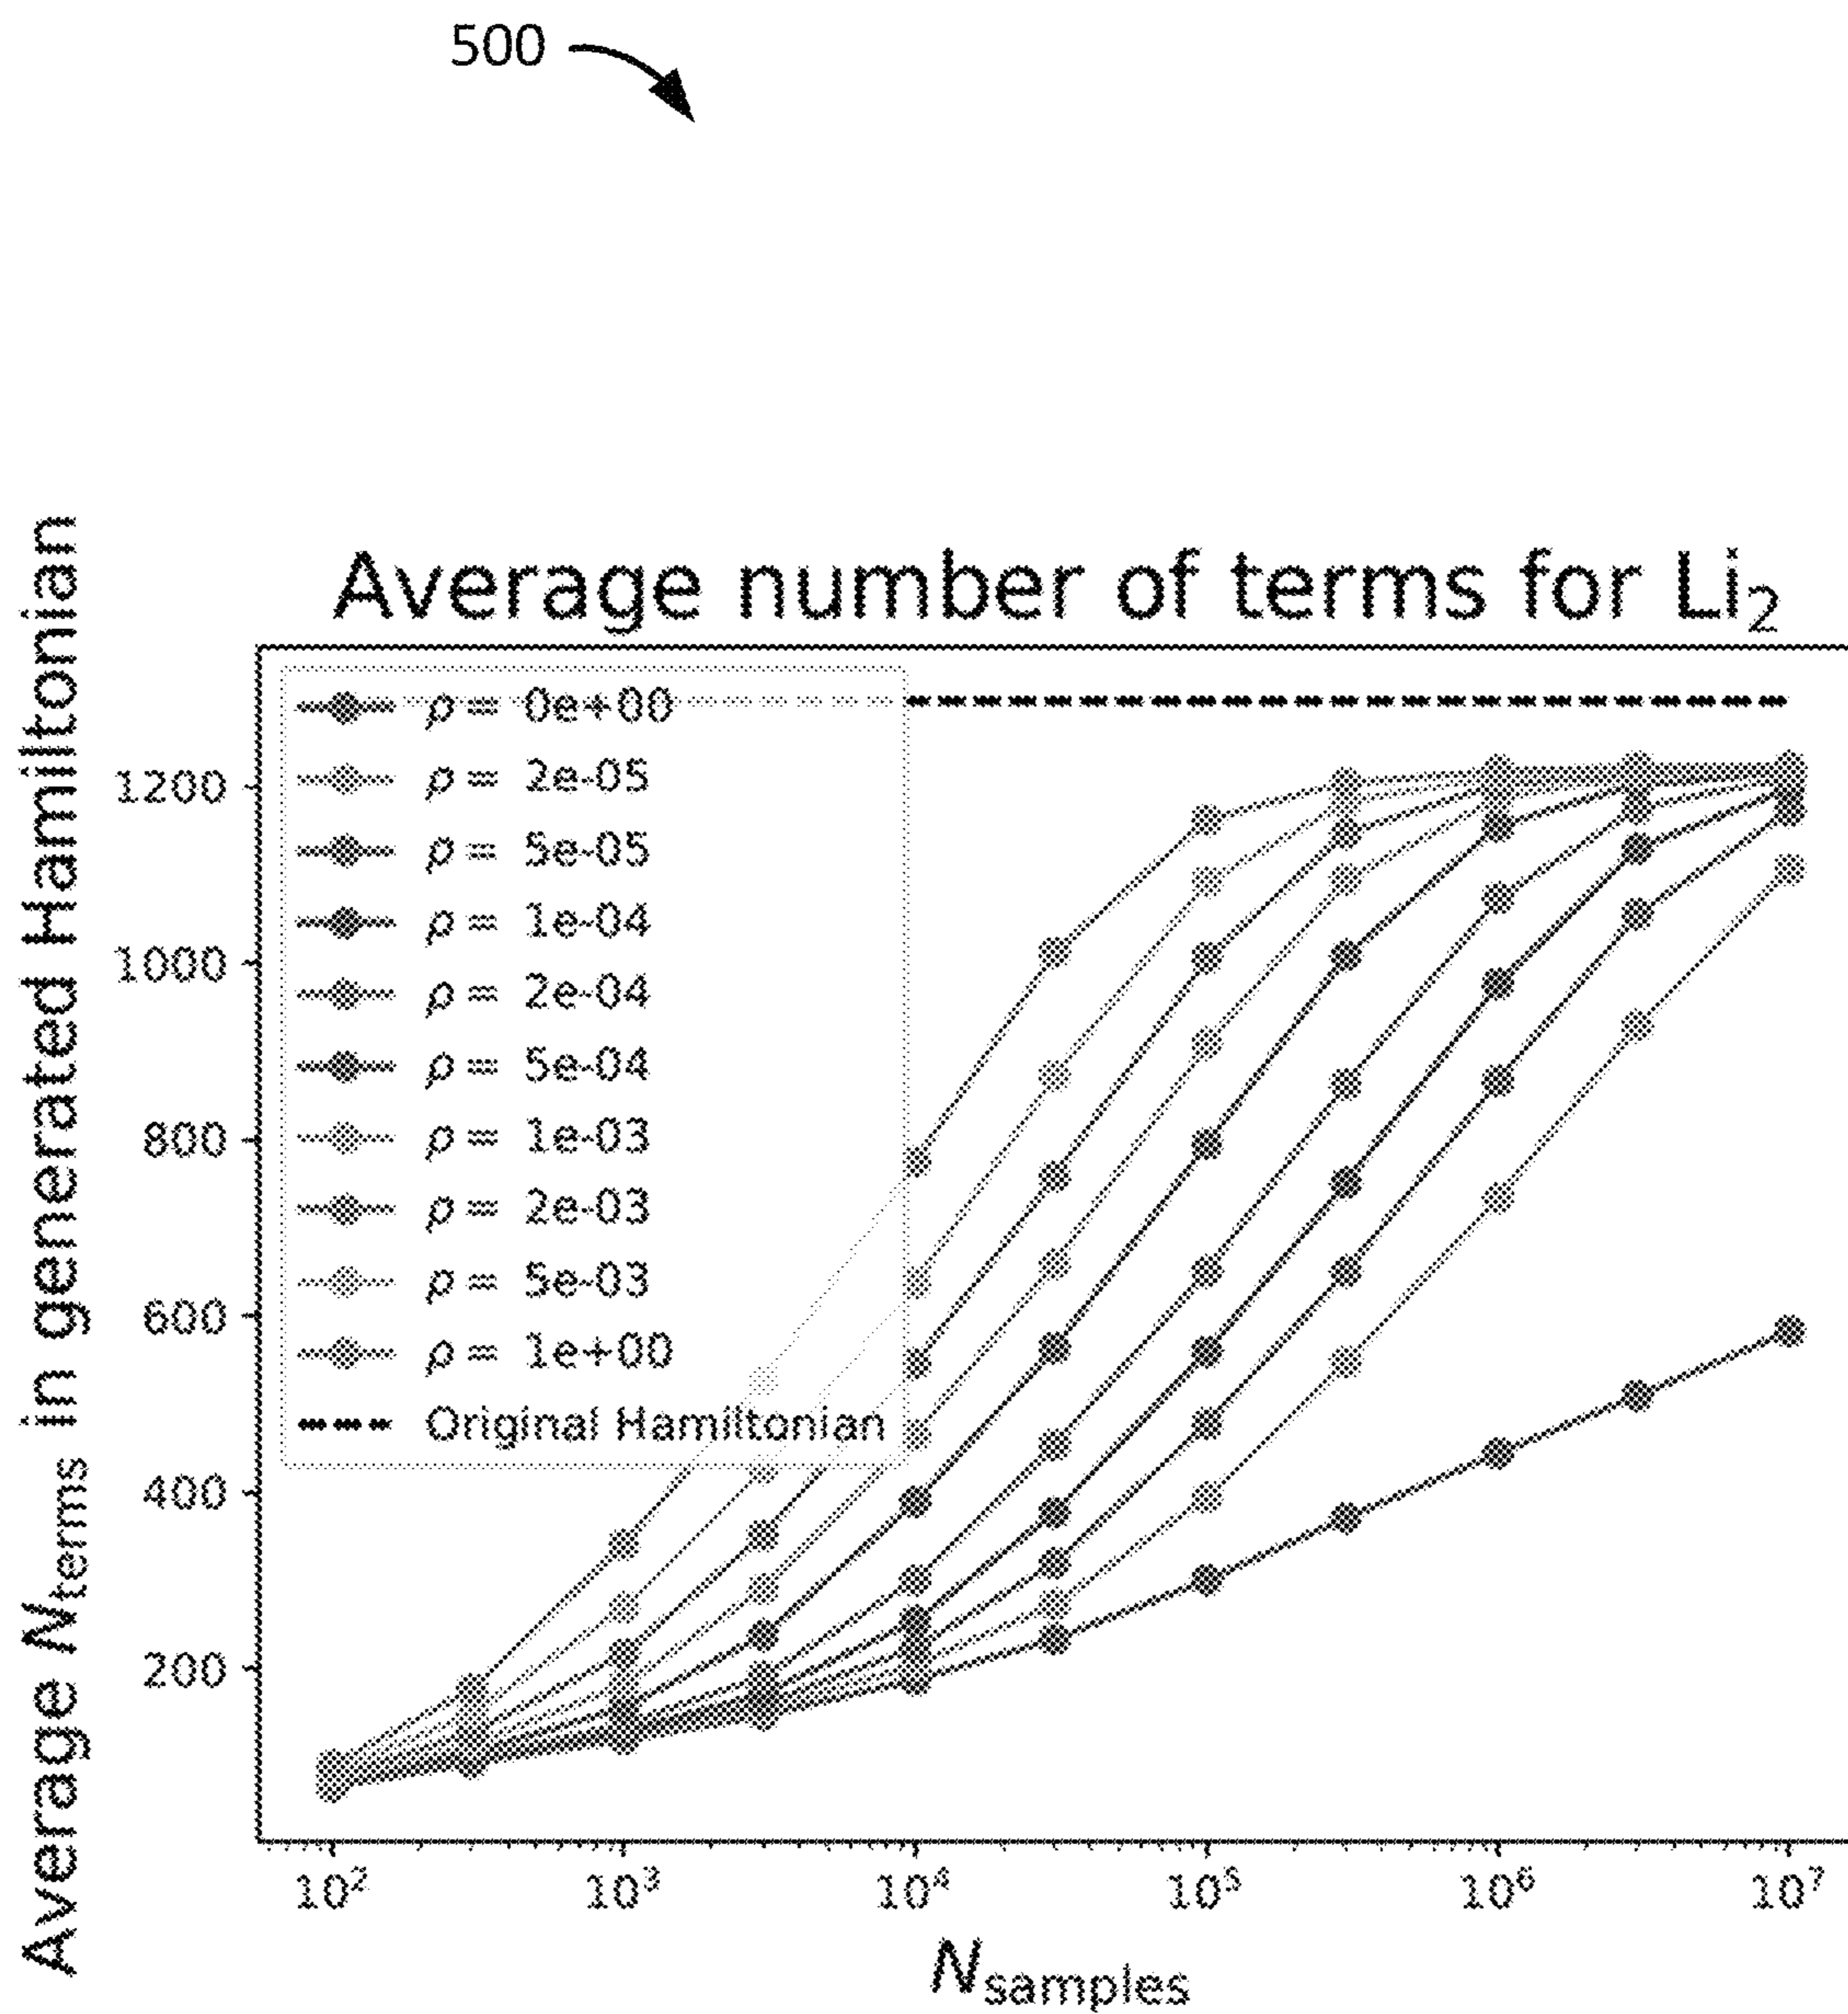 500
Average number of terms for Li₂
Average Nterms in generated Hamiltonian
1200
1000
800
600
400
200
ρ = 0e+00
ρ = 2e-05
ρ = 5e-05
ρ = 1e-04
ρ = 2e-04
ρ = 5e-04
ρ = 1e-03
ρ = 2e-03
ρ = 5e-03
ρ = 1e+00
Original Hamiltonian
10² 10³ 10⁴ 10⁵ 10⁶ 10⁷
Nsamples